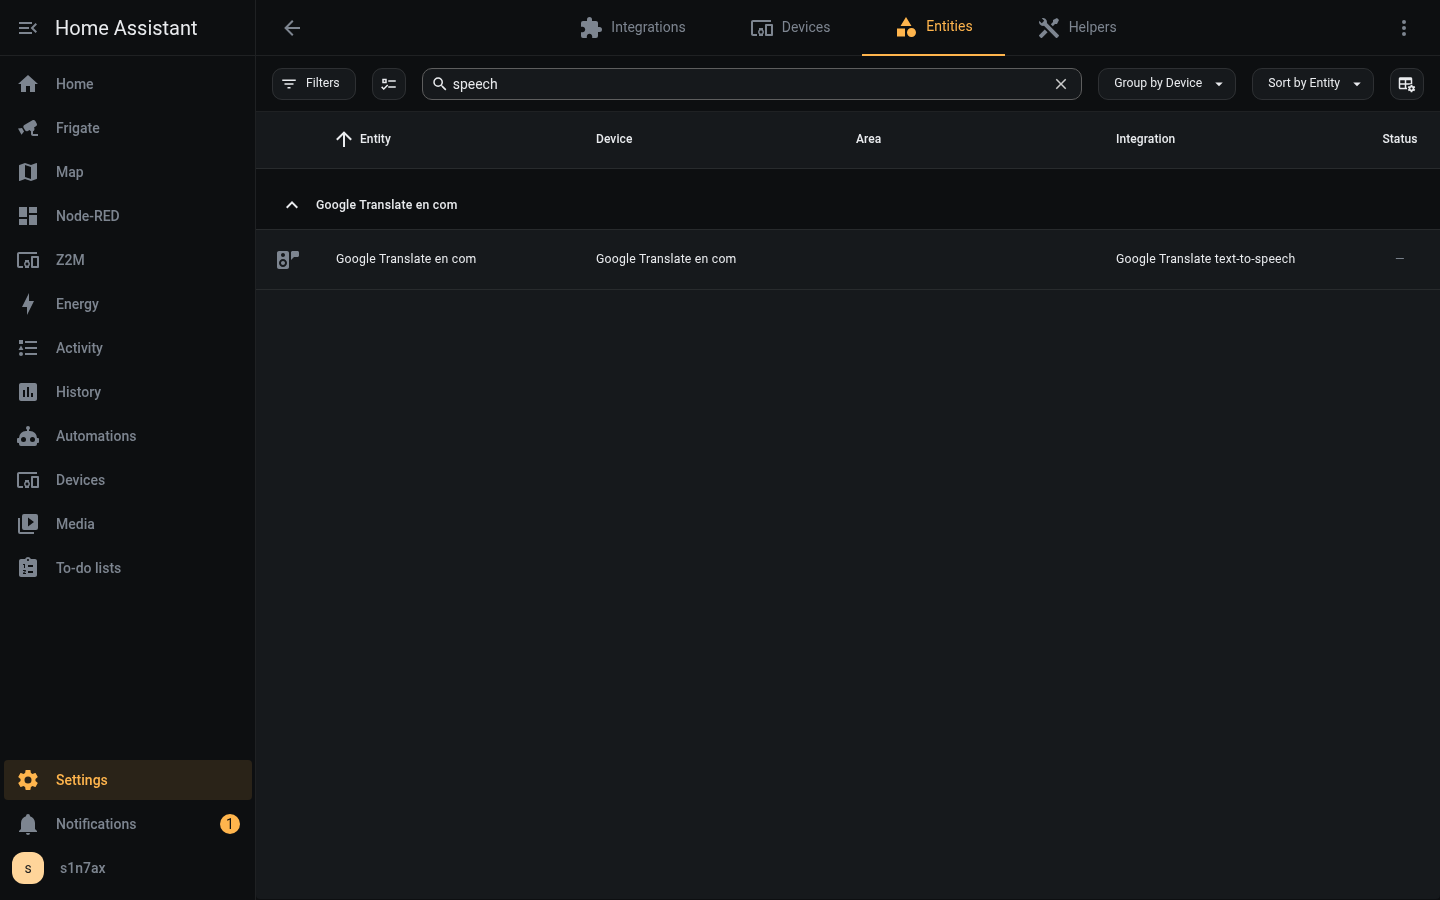 Home Assistant
Integrations
Devices
Entities
Helpers
Home
Frigate
Map
Node-RED
Z2M
Energy
Activity
History
Automations
Devices
Media
To-do lists
Settings
Notifications
1
s
s1n7ax
Filters
speech
Group by Device
Sort by Entity
Entity
Device
Area
Integration
Status
Google Translate en com
Google Translate en com
Google Translate en com
Google Translate text-to-speech
—